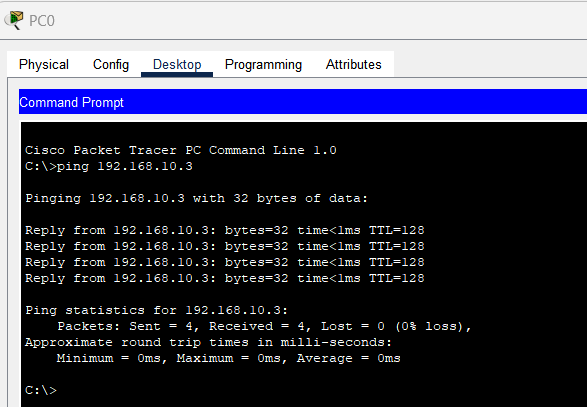 PC0
Physical Config Desktop Programming Attributes
Command Prompt
Cisco Packet Tracer PC Command Line 1.0
C:\>ping 192.168.10.3
Pinging 192.168.10.3 with 32 bytes of data:
Reply from 192.168.10.3: bytes=32 time<1ms TTL=128
Reply from 192.168.10.3: bytes=32 time<1ms TTL=128
Reply from 192.168.10.3: bytes=32 time<1ms TTL=128
Reply from 192.168.10.3: bytes=32 time<1ms TTL=128
Ping statistics for 192.168.10.3:
    Packets: Sent = 4, Received = 4, Lost = 0 (0% loss),
Approximate round trip times in milli-seconds:
    Minimum = 0ms, Maximum = 0ms, Average = 0ms
C:\>